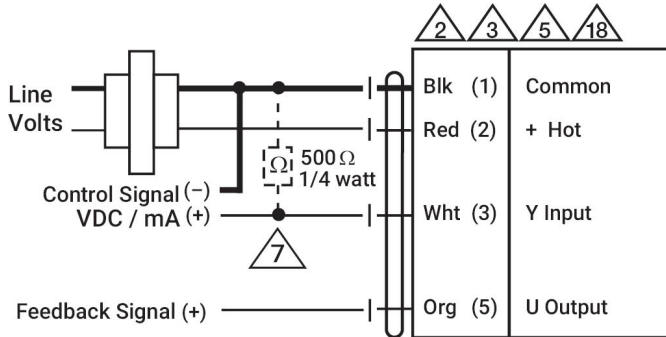 2 3 5 18
Line
Volts
Blk (1) Common
Red (2) + Hot
Ω 500 Ω
1/4 watt
Control Signal (−)
VDC / mA (+)
Wht (3) Y Input
7
Feedback Signal (+)
Org (5) U Output